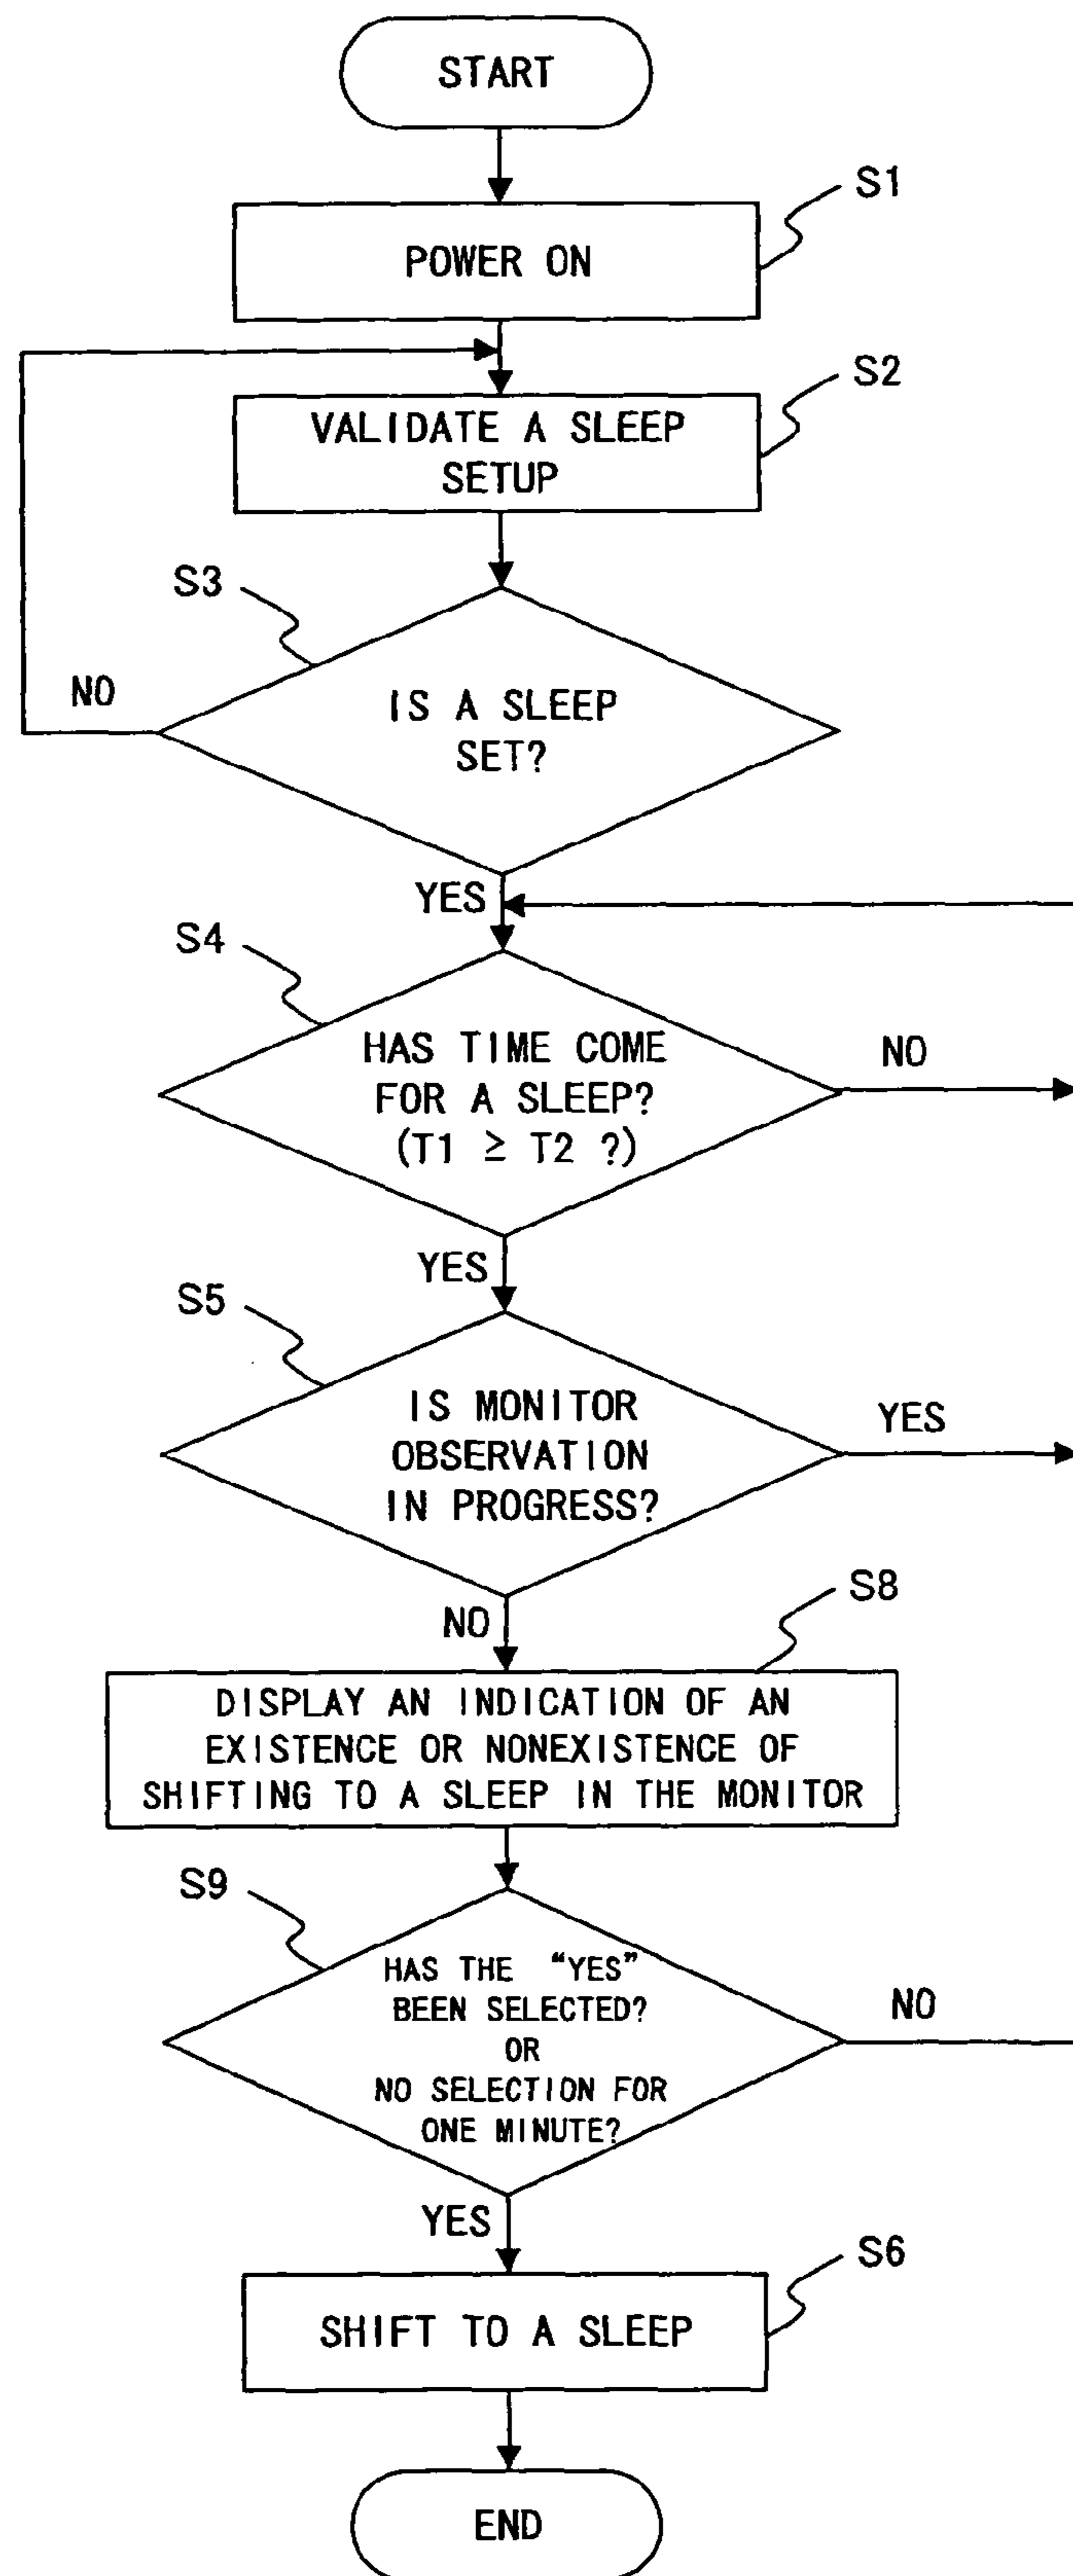 START
S1
POWER ON
S2
VALIDATE A SLEEP
SETUP
S3
NO
IS A SLEEP
SET?
YES
S4
HAS TIME COME
FOR A SLEEP?
(T1 ≥ T2 ?)
NO
YES
S5
IS MONITOR
OBSERVATION
IN PROGRESS?
YES
NO
S8
DISPLAY AN INDICATION OF AN
EXISTENCE OR NONEXISTENCE OF
SHIFTING TO A SLEEP IN THE MONITOR
S9
HAS THE “YES”
BEEN SELECTED?
OR
NO SELECTION FOR
ONE MINUTE?
NO
YES
S6
SHIFT TO A SLEEP
END